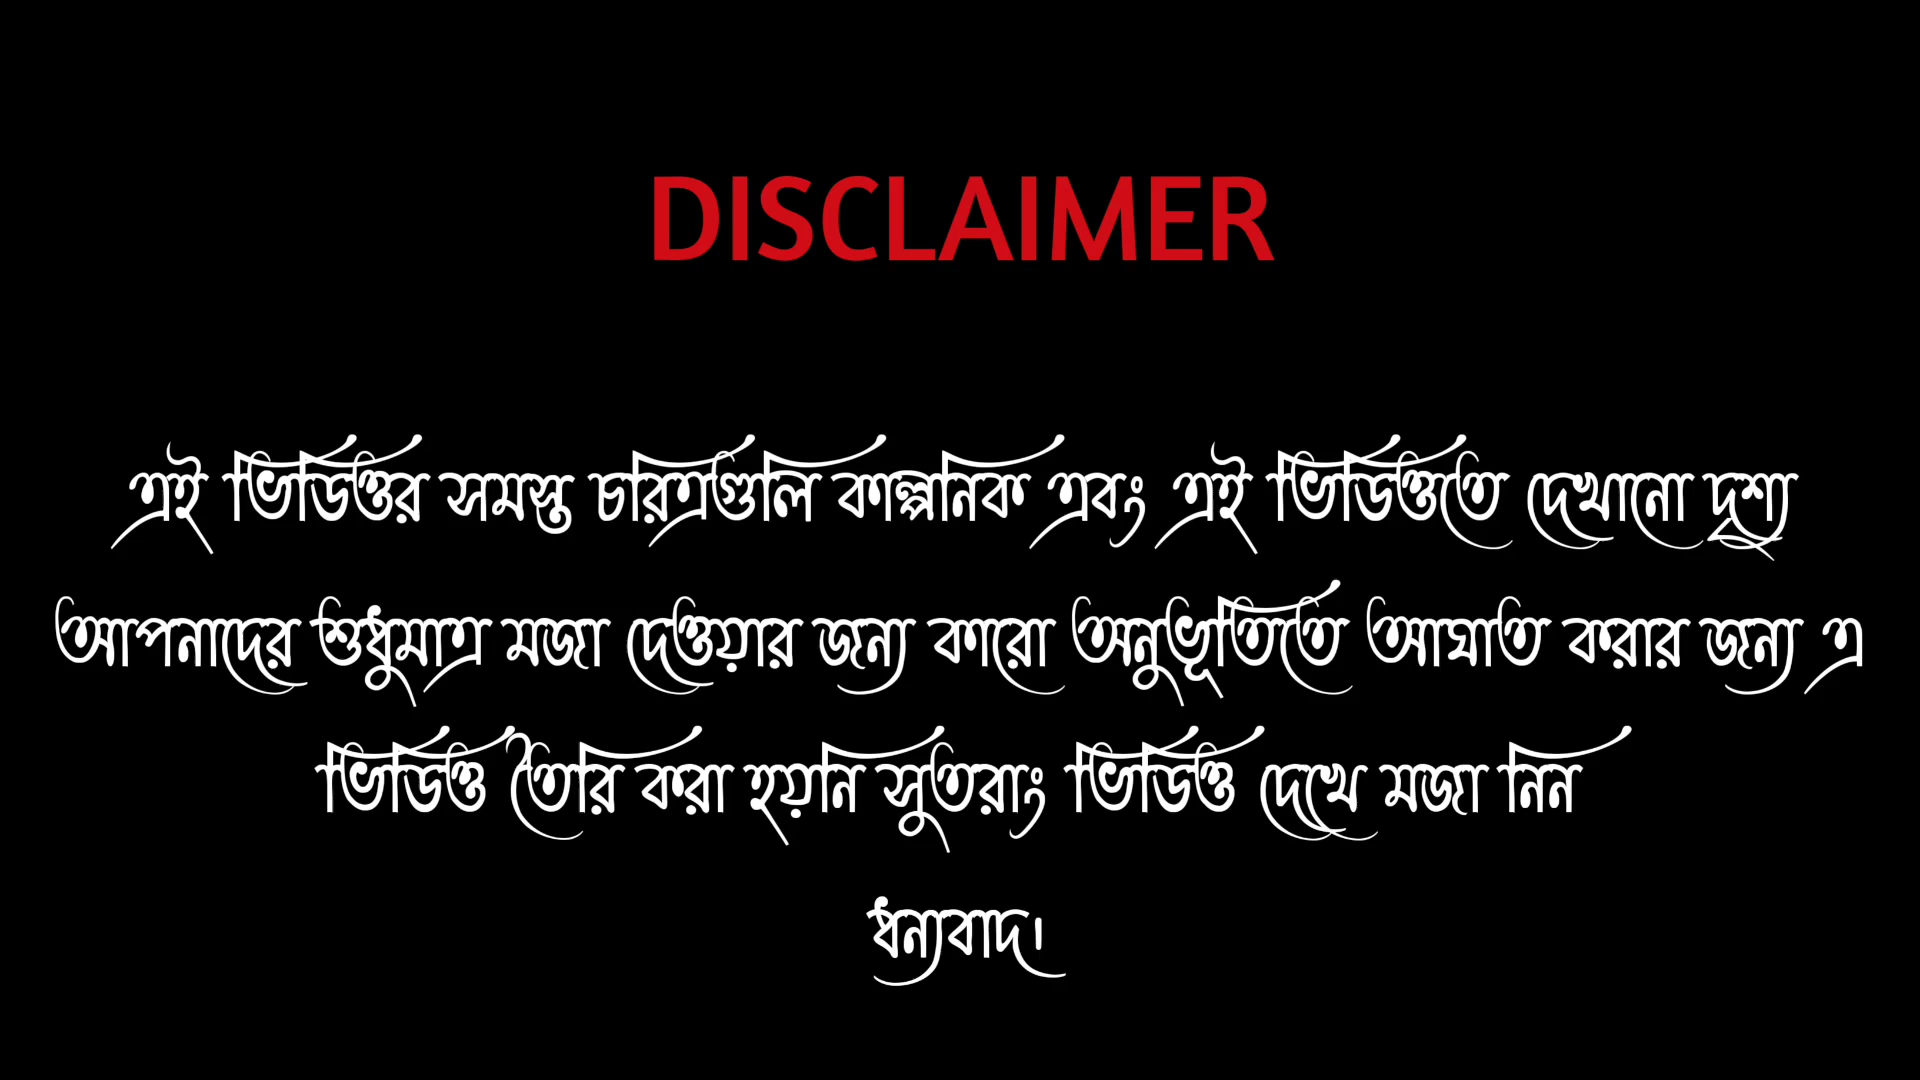 DISCLAIMER
এই ভিডিওর সমস্ত চরিত্রগুলি কাল্পনিক এবং এই ভিডিওতে দেখানো দৃশ্য
আপনাদের শুধুমাত্র মজা দেওয়ার জন্য কারো অনুভূতিতে আঘাত করার জন্য এ
ভিডিও তৈরি করা হয়নি সুতরাং ভিডিও দেখে মজা নিন
ধন্যবাদ।